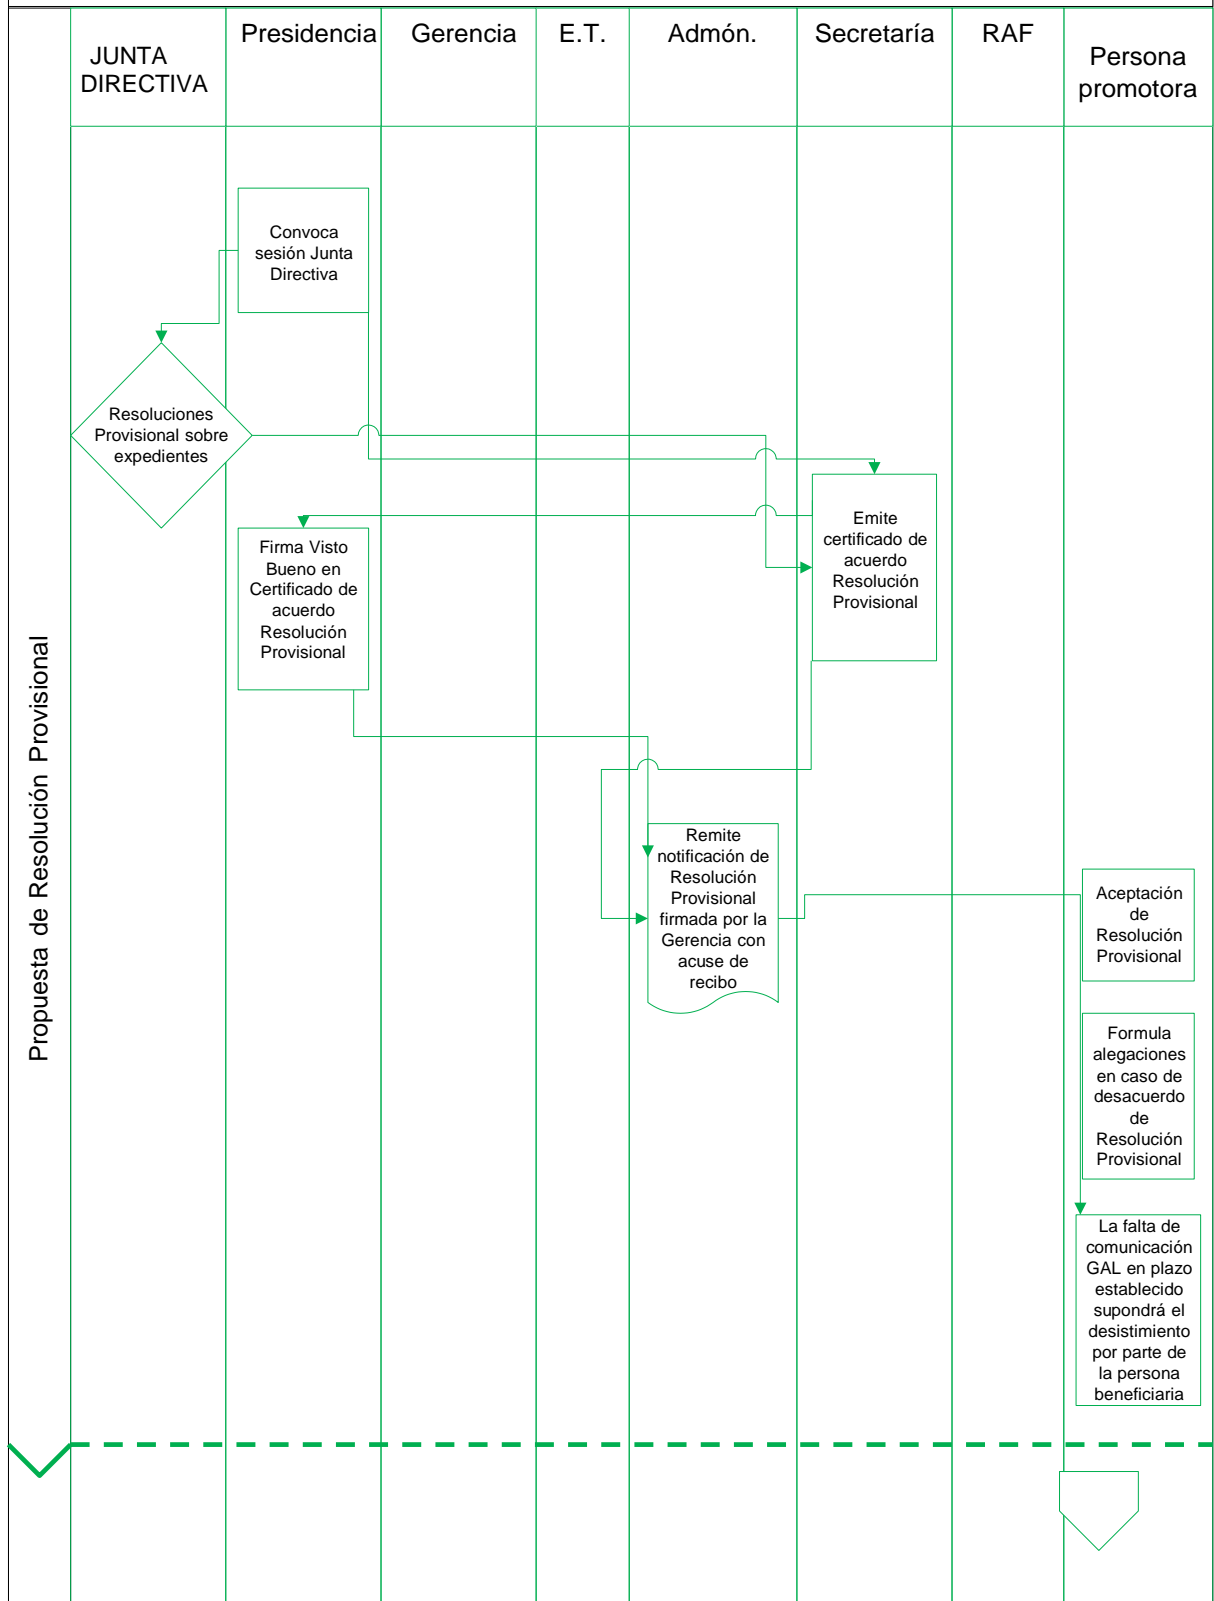 JUNTA
DIRECTIVA
Presidencia
Gerencia
E.T.
Admón.
Secretaría
RAF
Persona
promotora
Propuesta de Resolución Provisional
Convoca
sesión Junta
Directiva
Resoluciones
Provisional sobre
expedientes
Emite
certificado de
acuerdo
Resolución
Provisional
Firma Visto
Bueno en
Certificado de
acuerdo
Resolución
Provisional
Remite
notificación de
Resolución
Provisional
firmada por la
Gerencia con
acuse de
recibo
Aceptación
de
Resolución
Provisional
Formula
alegaciones
en caso de
desacuerdo
de
Resolución
Provisional
La falta de
comunicación
GAL en plazo
establecido
supondrá el
desistimiento
por parte de
la persona
beneficiaria